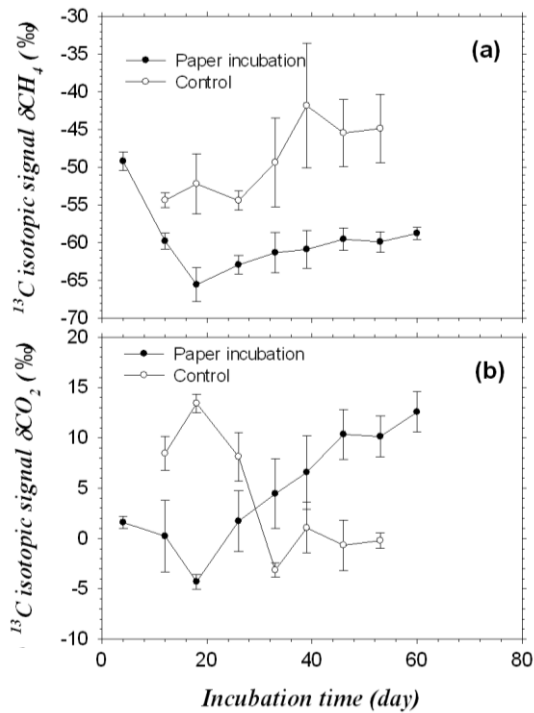 -30
-35
-40
-45
-50
-55
-60
-65
-70
¹³C isotopic signal δCH₄ (‰)
(a)
Paper incubation
Control
20
15
10
5
0
-5
-10
¹³C isotopic signal δCO₂ (‰)
(b)
Paper incubation
Control
0 20 40 60 80
Incubation time (day)